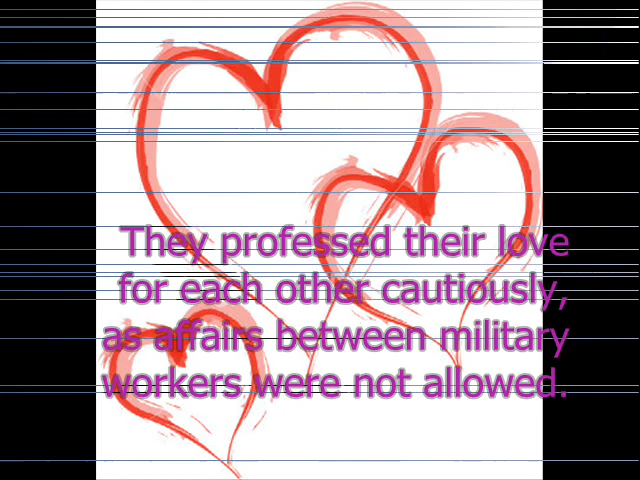 They professed their love
for each other cautiously,
as affairs between military
workers were not allowed.